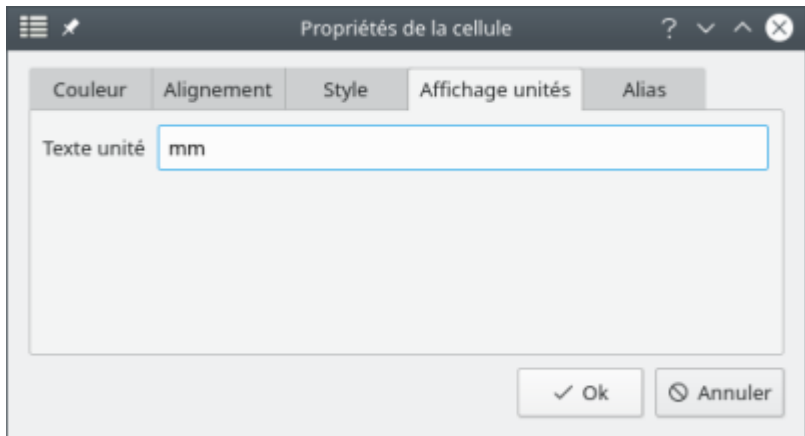 Propriétés de la cellule ?
Couleur Alignement Style Affichage unités Alias
Texte unité mm
Ok Annuler